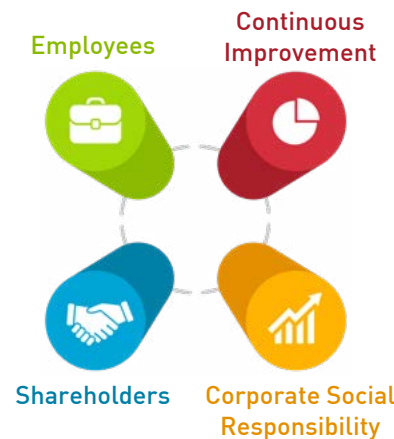 Employees
Continuous
Improvement
Shareholders
Corporate Social
Responsibility